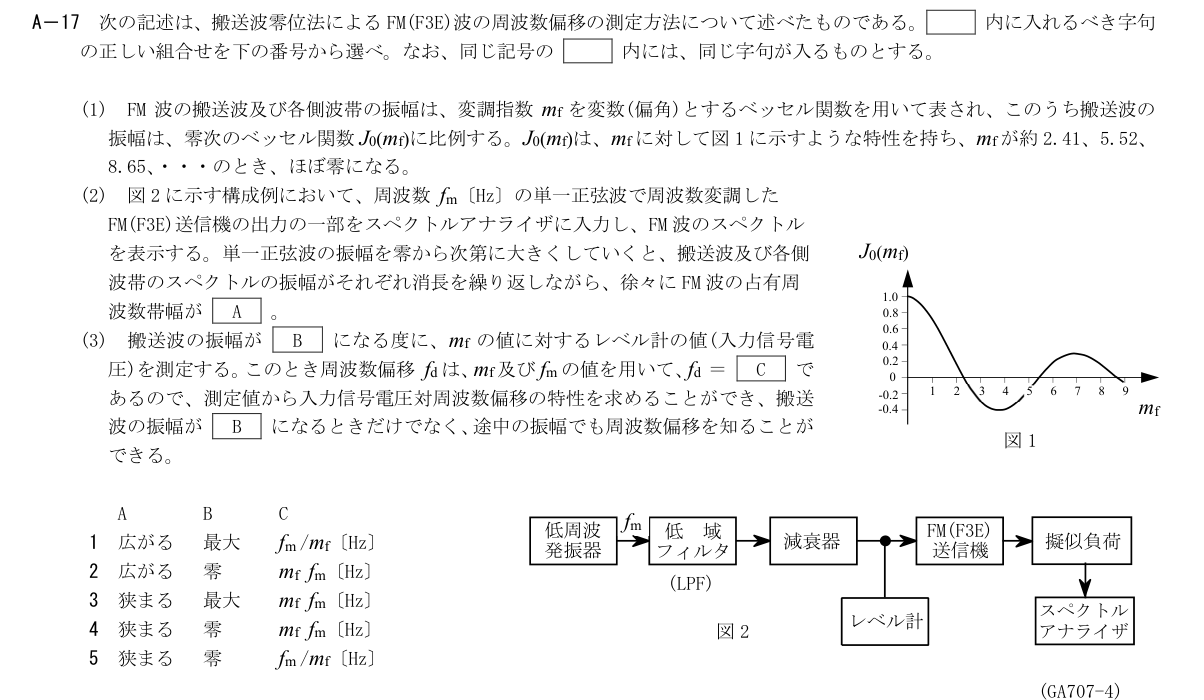 A－17 次の記述は、搬送波零位法による FM(F3E)波の周波数偏移の測定方法について述べたものである。 内に入れるべき字句
の正しい組合せを下の番号から選べ。なお、同じ記号の 内には、同じ字句が入るものとする。
(1) FM 波の搬送波及び各側波帯の振幅は、変調指数 mf を変数(偏角)とするベッセル関数を用いて表され、このうち搬送波の
振幅は、零次のベッセル関数 J0(mf)に比例する。J0(mf)は、mf に対して図 1 に示すような特性を持ち、mf が約 2.41、5.52、
8.65、・・・のとき、ほぼ零になる。
(2) 図 2 に示す構成例において、周波数 fm〔Hz〕の単一正弦波で周波数変調した
FM(F3E)送信機の出力の一部をスペクトルアナライザに入力し、FM 波のスペクトル
を表示する。単一正弦波の振幅を零から次第に大きくしていくと、搬送波及び各側
波帯のスペクトルの振幅がそれぞれ消長を繰り返しながら、徐々に FM 波の占有周
波数帯幅が A 。
(3) 搬送波の振幅が B になる度に、mf の値に対するレベル計の値(入力信号電
圧)を測定する。このとき周波数偏移 fd は、mf 及び fm の値を用いて、fd ＝ C で
あるので、測定値から入力信号電圧対周波数偏移の特性を求めることができ、搬送
波の振幅が B になるときだけでなく、途中の振幅でも周波数偏移を知ることが
できる。
J0(mf)
1.0
0.8
0.6
0.4
0.2
0
-0.2
-0.4
1 2 3 4 5 6 7 8 9
mf
図 1
A B C
1 広がる 最大 fm/mf〔Hz〕
2 広がる 零 mf fm〔Hz〕
3 狭まる 最大 mf fm〔Hz〕
4 狭まる 零 mf fm〔Hz〕
5 狭まる 零 fm/mf〔Hz〕
低周波
発振器
fm
低 域
フィルタ
(LPF)
減衰器
レベル計
FM(F3E)
送信機
擬似負荷
スペクトル
アナライザ
図 2
(GA707-4)